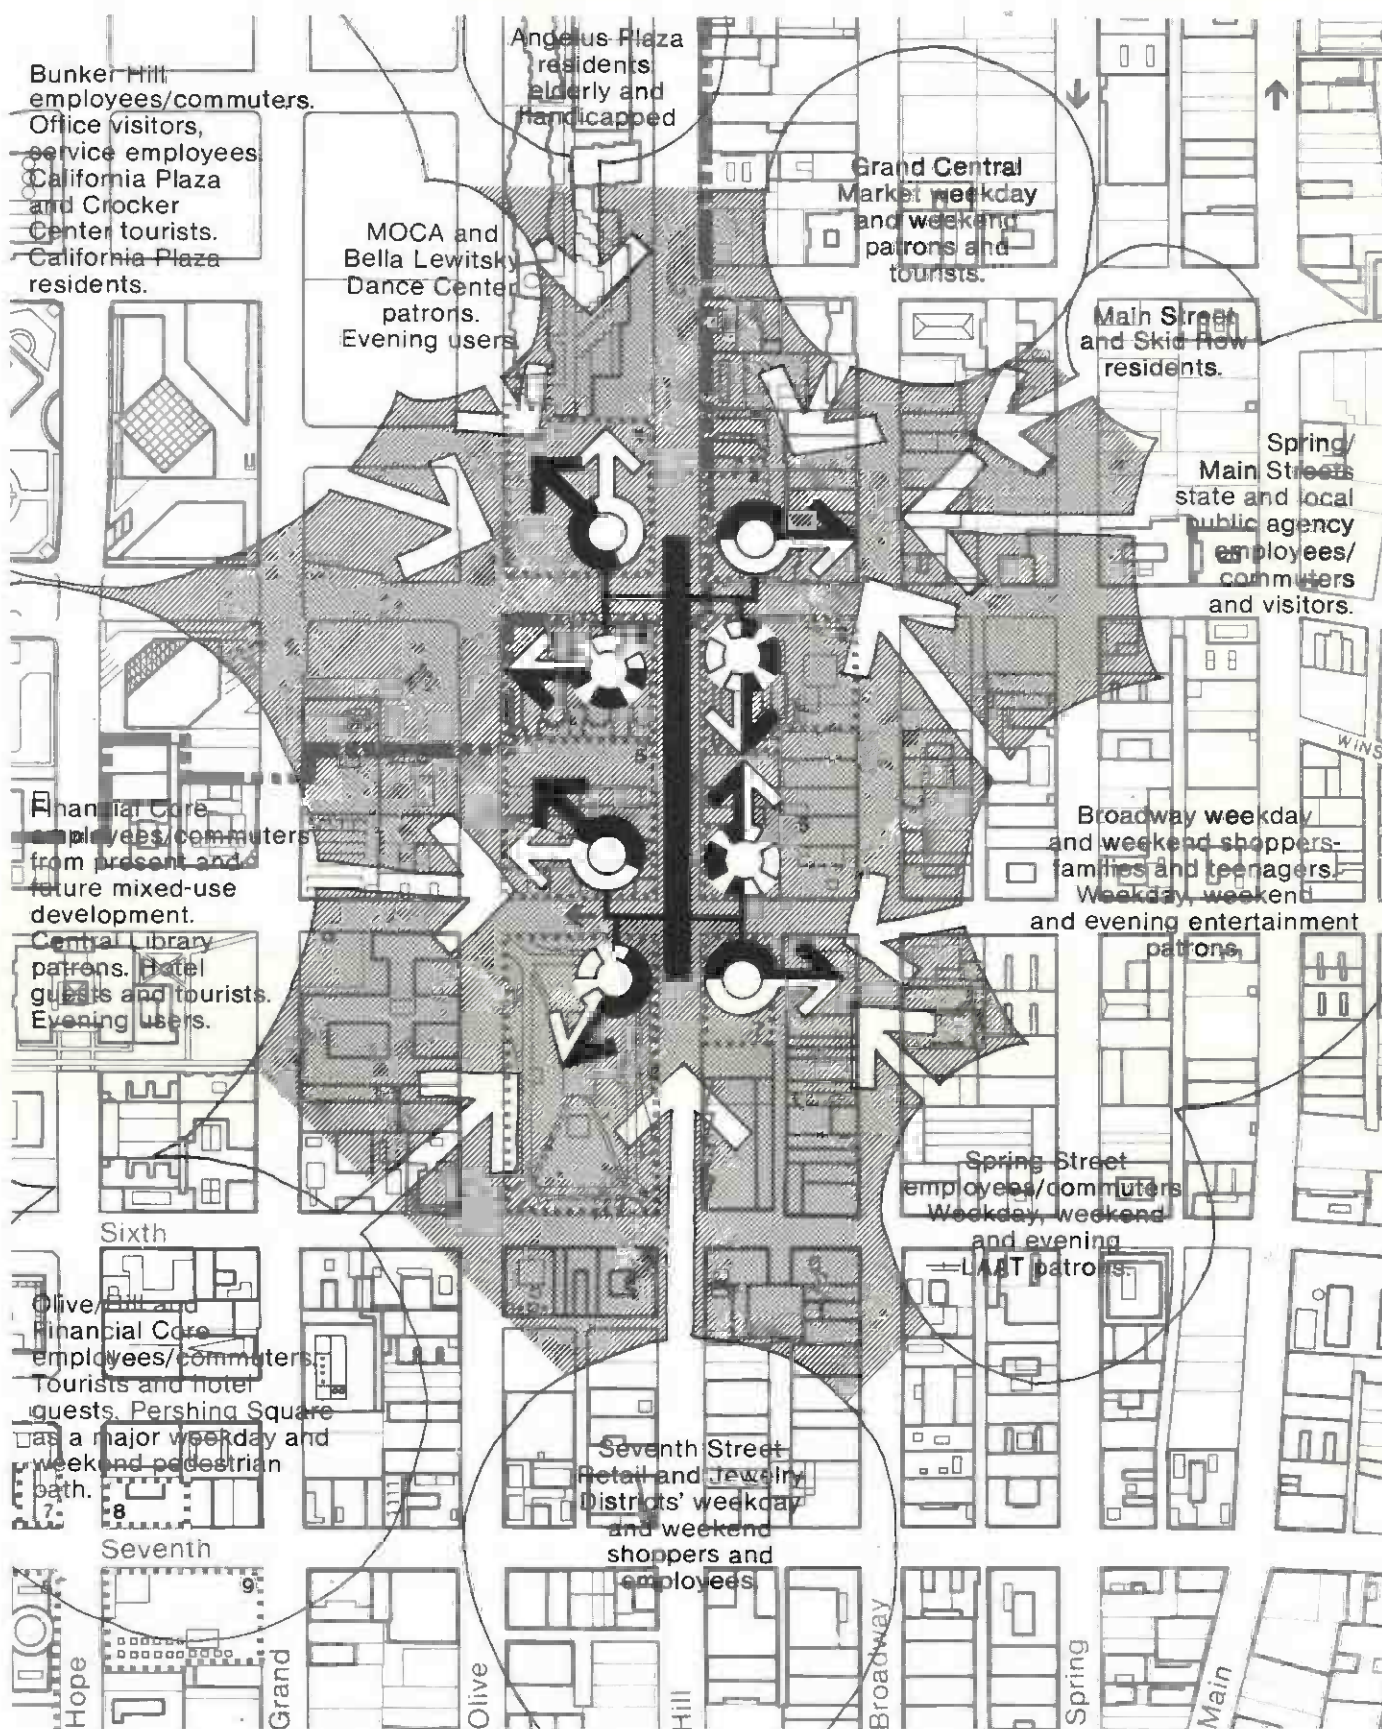 Angelus Plaza
residents
elderly and
Handicapped
Bunker Hill
employees/commuters.
Office visitors,
service employees
California Plaza
and Crocker
Center tourists.
California Plaza
residents.
MOCA and
Bella Lewitsky
Dance Center
patrons.
Evening users.
Grand Central
Market weekday
and weekend
patrons and
tourists.
Main Street
and Skid Row
residents.
Spring/
Main Streets
state and local
public agency
employees/
commuters
and visitors.
WINS
5
5
Financial Core
employees/commuters
from present and
future mixed-use
development.
Central Library
patrons. Hotel
guests and tourists.
Evening users.
Broadway weekday
and weekend shoppers-
families and teenagers.
Weekday, weekend
and evening entertainment
patrons.
Spring Street
employees/commuters
Weekday, weekend
and evening
LAAT patrons.
Sixth
Olive/Hill and
Financial Core
employees/commuters.
Tourists and hotel
guests. Pershing Square
as a major weekday and
weekend pedestrian
path.
7
8
Seventh Street
Retail and Jewelry
Districts' weekday
and weekend
shoppers and
employees.
Seventh
9
Hope
Grand
Olive
Hill
Broadway
Spring
Main